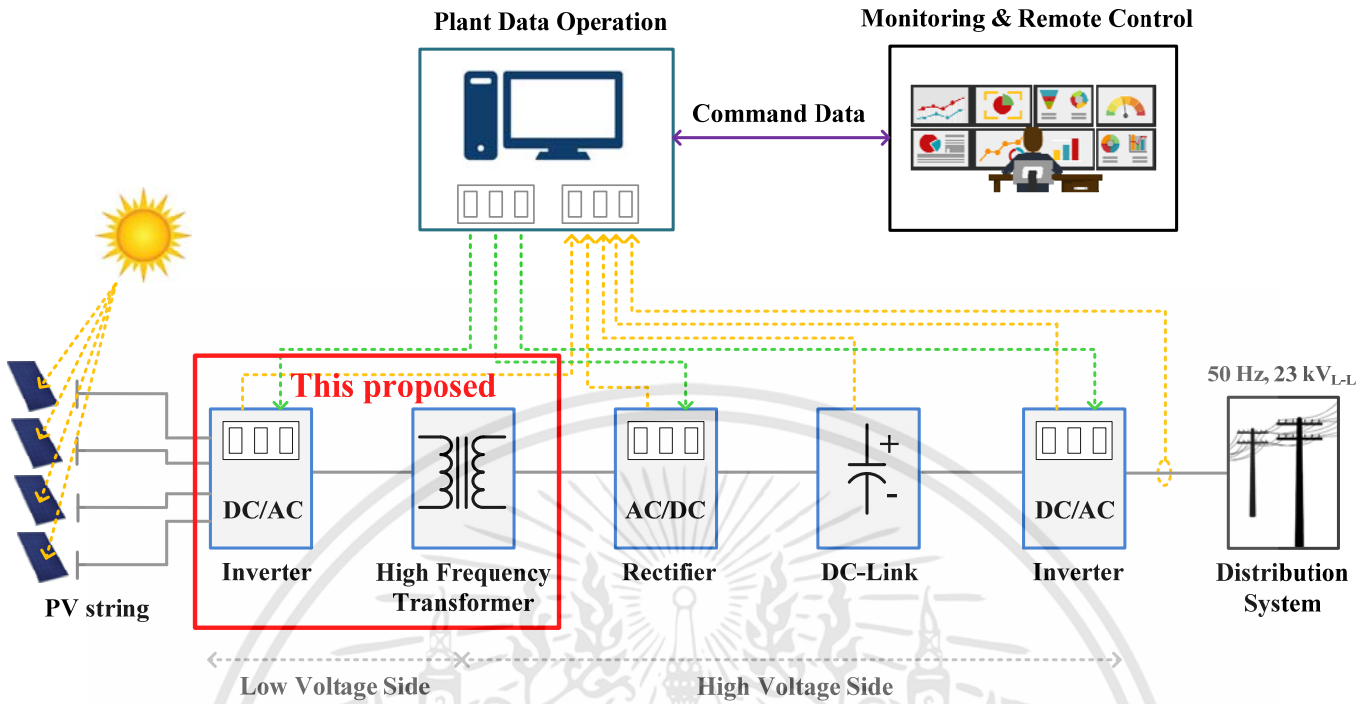 Plant Data Operation
Monitoring & Remote Control
Command Data
This proposed
50 Hz, 23 kV_L-L
DC/AC
AC/DC
+
-
DC/AC
Inverter
High Frequency
Transformer
Rectifier
DC-Link
Inverter
Distribution
System
PV string
Low Voltage Side
High Voltage Side